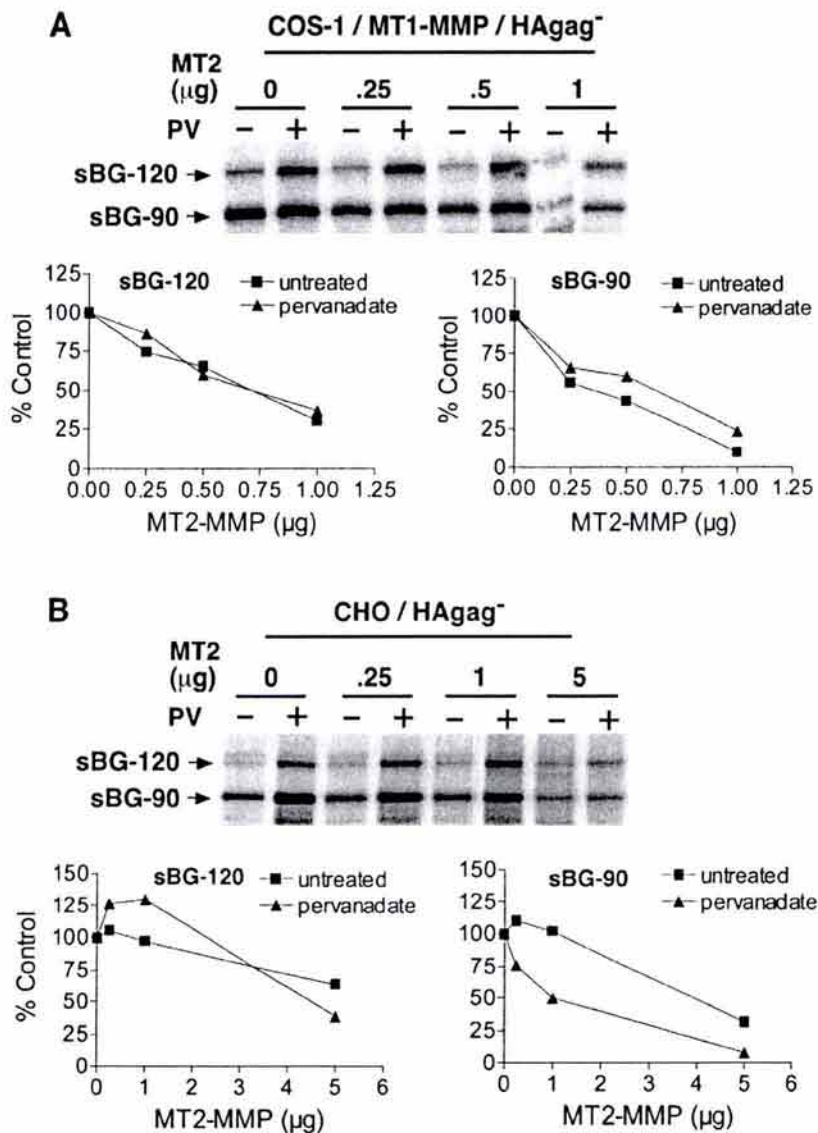 A
COS-1 / MT1-MMP / HAgag⁻
MT2
(μg)
0 .25 .5 1
PV
− + − + − + − +
sBG-120
sBG-90
sBG-120
untreated
pervanadate
% Control
125
100
75
50
25
0
0.00 0.25 0.50 0.75 1.00 1.25
MT2-MMP (μg)
sBG-90
untreated
pervanadate
% Control
125
100
75
50
25
0
0.00 0.25 0.50 0.75 1.00 1.25
MT2-MMP (μg)
B
CHO / HAgag⁻
MT2
(μg)
0 .25 1 5
PV
− + − + − + − +
sBG-120
sBG-90
sBG-120
untreated
pervanadate
% Control
150
125
100
75
50
25
0
0 1 2 3 4 5 6
MT2-MMP (μg)
sBG-90
untreated
pervanadate
% Control
150
125
100
75
50
25
0
0 1 2 3 4 5 6
MT2-MMP (μg)